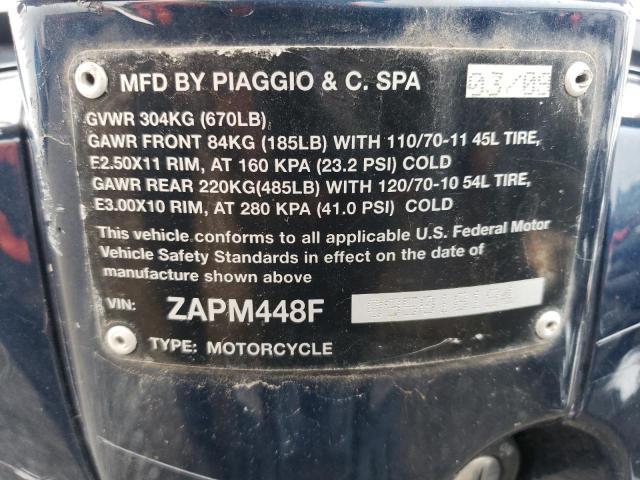 MFD BY PIAGGIO & C. SPA 03/09
GVWR 304KG (670LB)
GAWR FRONT 84KG (185LB) WITH 110/70-11 45L TIRE,
E2.50X11 RIM, AT 160 KPA (23.2 PSI) COLD
GAWR REAR 220KG(485LB) WITH 120/70-10 54L TIRE,
E3.00X10 RIM, AT 280 KPA (41.0 PSI) COLD
This vehicle conforms to all applicable U.S. Federal Motor
Vehicle Safety Standards in effect on the date of
manufacture shown above
VIN: ZAPM448F
TYPE: MOTORCYCLE